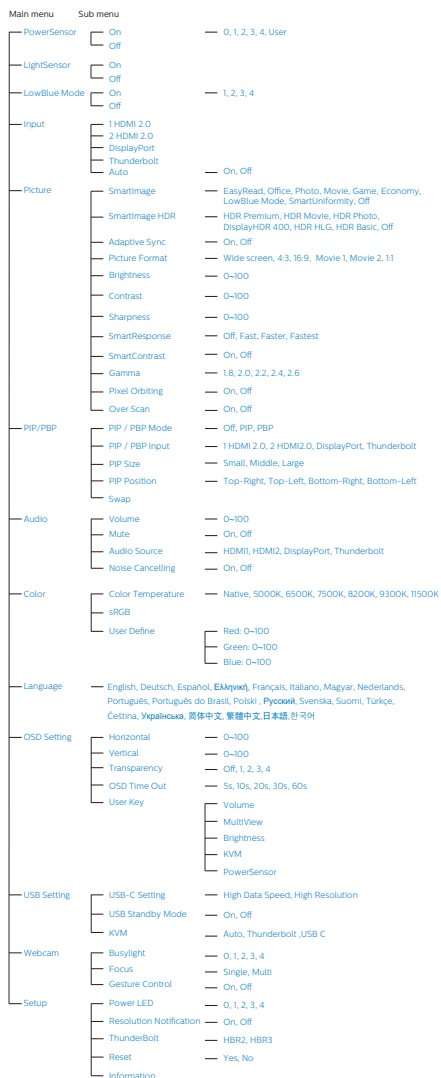 Main menu Sub menu
PowerSensor On 0, 1, 2, 3, 4, User
Off
LightSensor On
Off
LowBlue Mode On 1, 2, 3, 4
Off
Input 1 HDMI 2.0
2 HDMI 2.0
DisplayPort
Thunderbolt
Auto On, Off
Picture SmartImage EasyRead, Office, Photo, Movie, Game, Economy,
LowBlue Mode, SmartUniformity, Off
SmartImage HDR HDR Premium, HDR Movie, HDR Photo,
DisplayHDR 400, HDR HLG, HDR Basic, Off
Adaptive Sync On, Off
Picture Format Wide screen, 4:3, 16:9, Movie 1, Movie 2, 1:1
Brightness 0~100
Contrast 0~100
Sharpness 0~100
SmartResponse Off, Fast, Faster, Fastest
SmartContrast On, Off
Gamma 1.8, 2.0, 2.2, 2.4, 2.6
Pixel Orbiting On, Off
Over Scan On, Off
PIP/PBP PIP / PBP Mode Off, PIP, PBP
PIP / PBP Input 1 HDMI 2.0, 2 HDMI2.0, DisplayPort, Thunderbolt
PIP Size Small, Middle, Large
PIP Position Top-Right, Top-Left, Bottom-Right, Bottom-Left
Swap
Audio Volume 0~100
Mute On, Off
Audio Source HDMI1, HDMI2, DisplayPort, Thunderbolt
Noise Cancelling On, Off
Color Color Temperature Native, 5000K, 6500K, 7500K, 8200K, 9300K, 11500K
sRGB
User Define Red: 0~100
Green: 0~100
Blue: 0~100
Language English, Deutsch, Español, Ελληνική, Français, Italiano, Magyar, Nederlands,
Português, Português do Brasil, Polski , Русский, Svenska, Suomi, Türkçe,
Čeština, Українська, 简体中文, 繁體中文,日本語,한국어
OSD Setting Horizontal 0~100
Vertical 0~100
Transparency Off, 1, 2, 3, 4
OSD Time Out 5s, 10s, 20s, 30s, 60s
User Key Volume
MultiView
Brightness
KVM
PowerSensor
USB Setting USB-C Setting High Data Speed, High Resolution
USB Standby Mode On, Off
KVM Auto, Thunderbolt ,USB C
Webcam Busylight 0, 1, 2, 3, 4
Focus Single, Multi
Gesture Control On, Off
Setup Power LED 0, 1, 2, 3, 4
Resolution Notification On, Off
ThunderBolt HBR2, HBR3
Reset Yes, No
Information